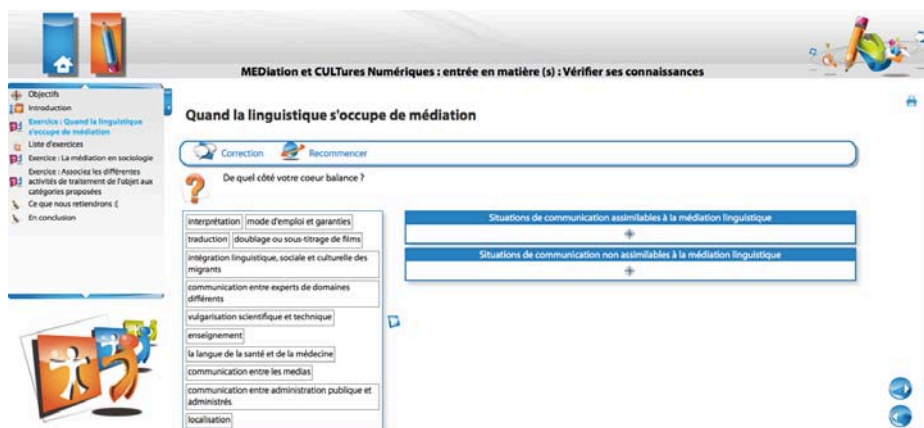 MEDiation et CULTures Numériques : entrée en matière (s) : Vérifier ses connaissances
Objectifs
Introduction
Exercice : Quand la linguistique
s'occupe de médiation
Liste d'exercices
Exercice : La médiation en sociologie
Exercice : Associez les différentes
activités de traitement de l'objet aux
catégories proposées
Ce que nous retiendrons :(
En conclusion
Quand la linguistique s'occupe de médiation
Correction Recommencer
De quel côté votre coeur balance ?
interprétation mode d'emploi et garanties
traduction doublage ou sous-titrage de films
intégration linguistique, sociale et culturelle des
migrants
communication entre experts de domaines
différents
vulgarisation scientifique et technique
enseignement
la langue de la santé et de la médecine
communication entre les medias
communication entre administration publique et
administrés
localisation
Situations de communication assimilables à la médiation linguistique
Situations de communication non assimilables à la médiation linguistique